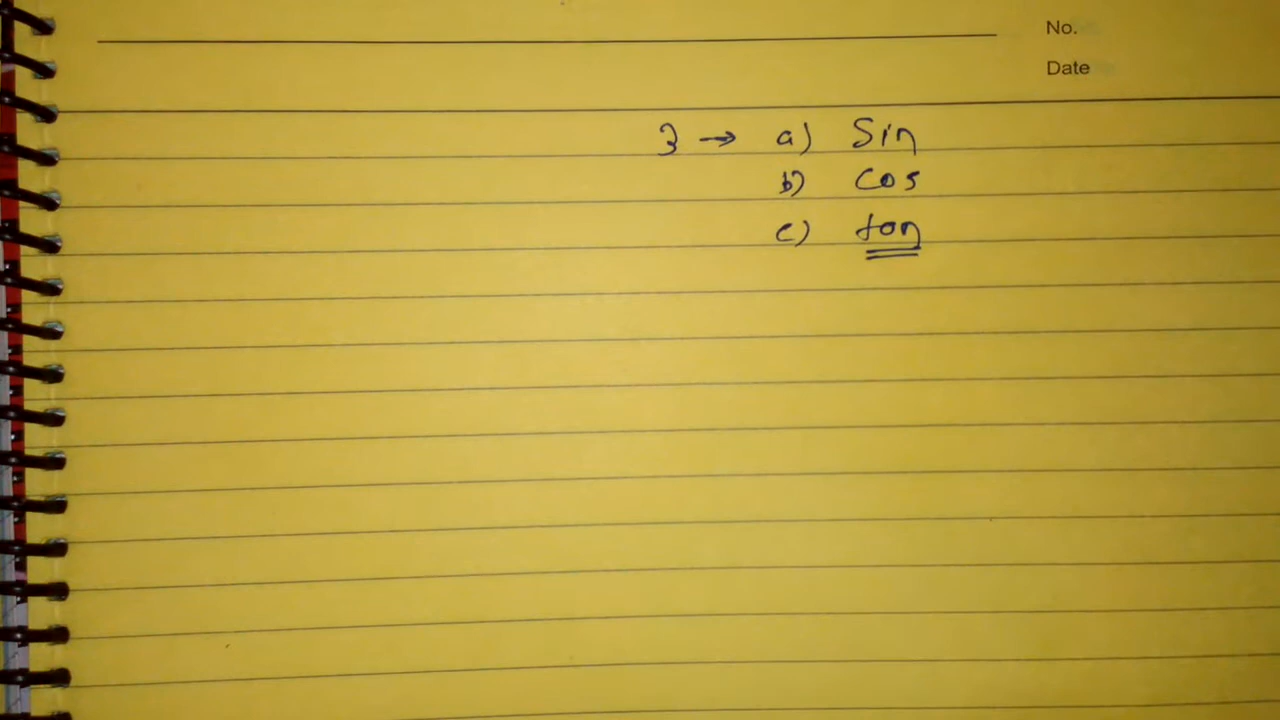 No.
Date
3 → a) Sin
b) Cos
c) tan